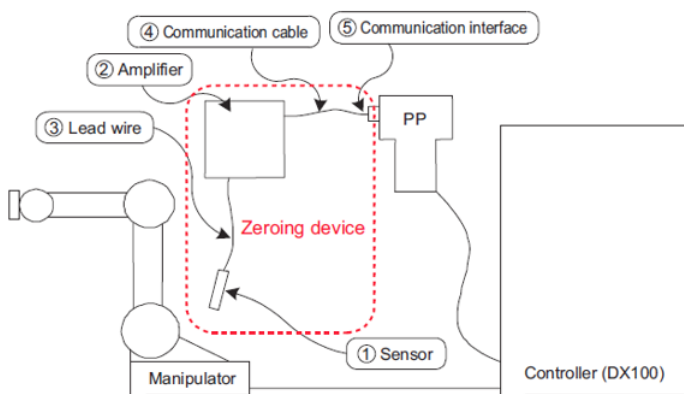 ④ Communication cable
⑤ Communication interface
② Amplifier
③ Lead wire
PP
Zeroing device
① Sensor
Manipulator
Controller (DX100)